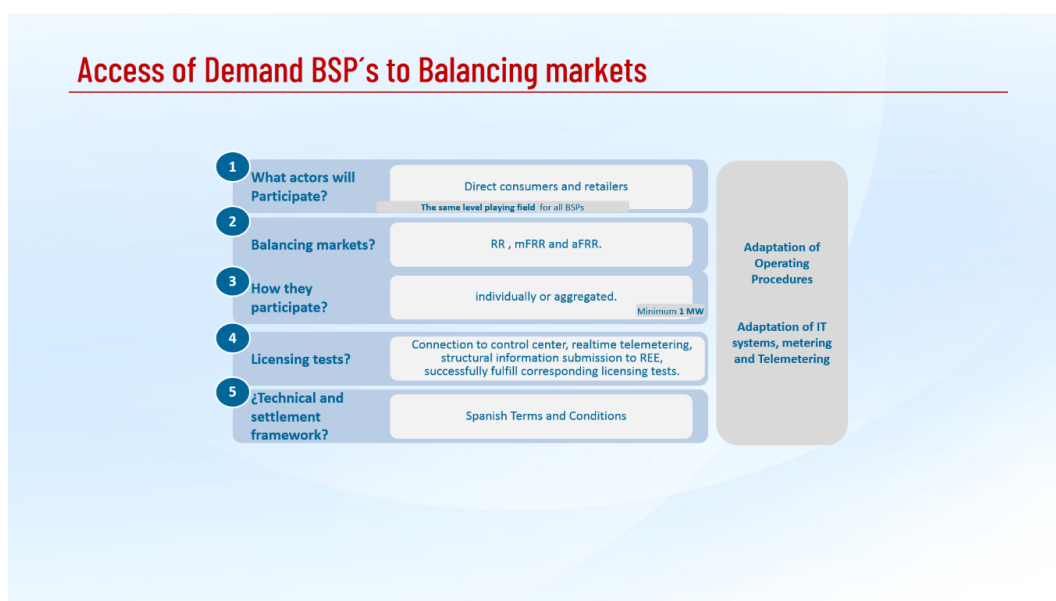 Access of Demand BSP´s to Balancing markets
1
What actors will
Participate?
Direct consumers and retailers
The same level playing field for all BSPs
2
Balancing markets?
RR , mFRR and aFRR.
3
How they
participate?
individually or aggregated.
Minimum 1 MW
4
Licensing tests?
Connection to control center, realtime telemetering,
structural information submission to REE,
successfully fulfill corresponding licensing tests.
5
¿Technical and
settlement
framework?
Spanish Terms and Conditions
Adaptation of
Operating
Procedures
Adaptation of IT
systems, metering
and Telemetering